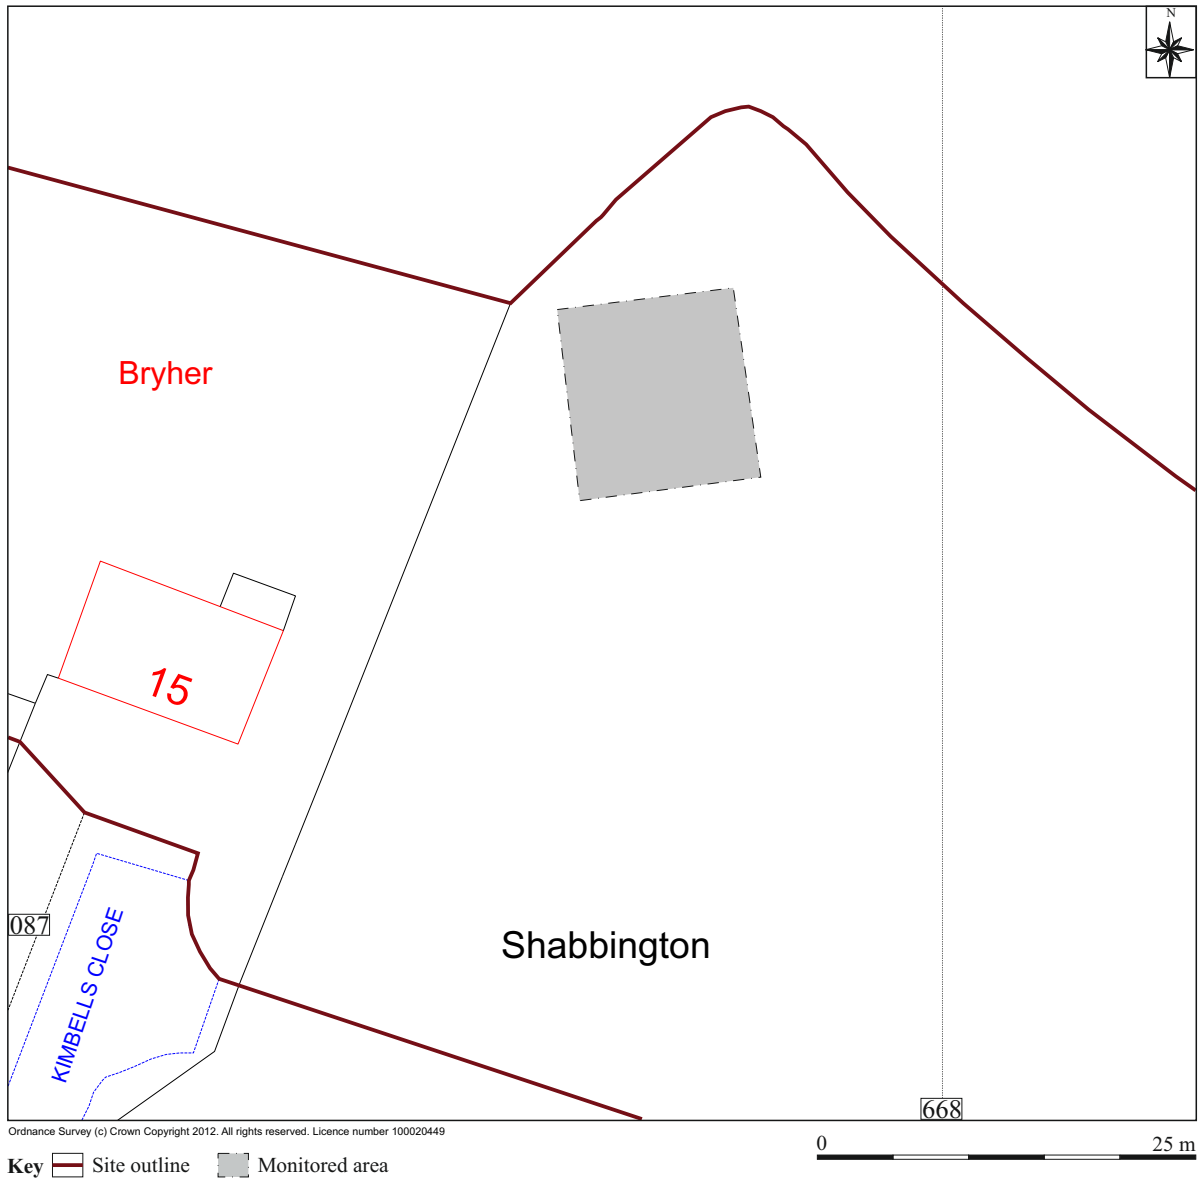 N
Bryher
15
087
KIMBELLS CLOSE
Shabbington
668
Ordnance Survey (c) Crown Copyright 2012. All rights reserved. Licence number 100020449
Key Site outline Monitored area
0 25 m